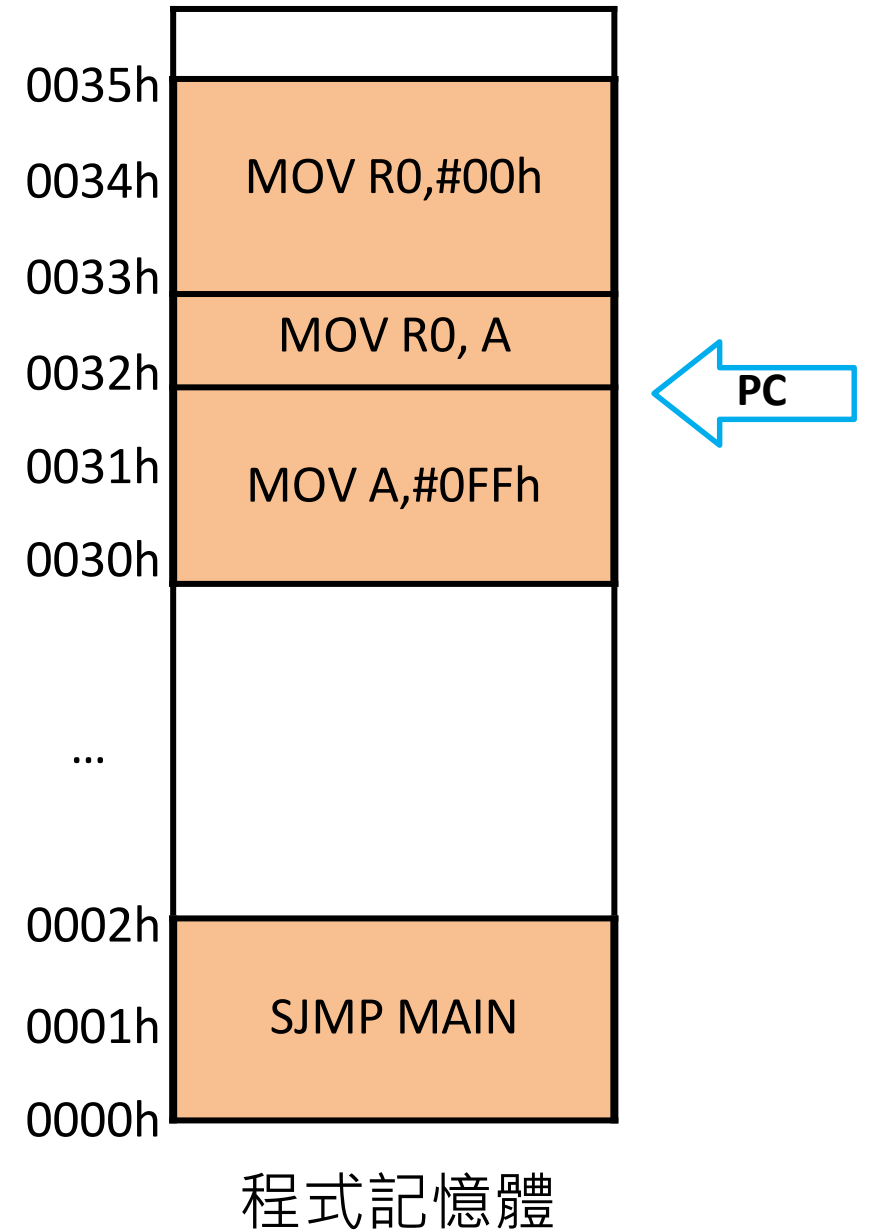 0035h
0034h
MOV R0,#00h
0033h
MOV R0, A
0032h
PC
0031h
MOV A,#0FFh
0030h
...
0002h
SJMP MAIN
0001h
0000h
程式記憶體